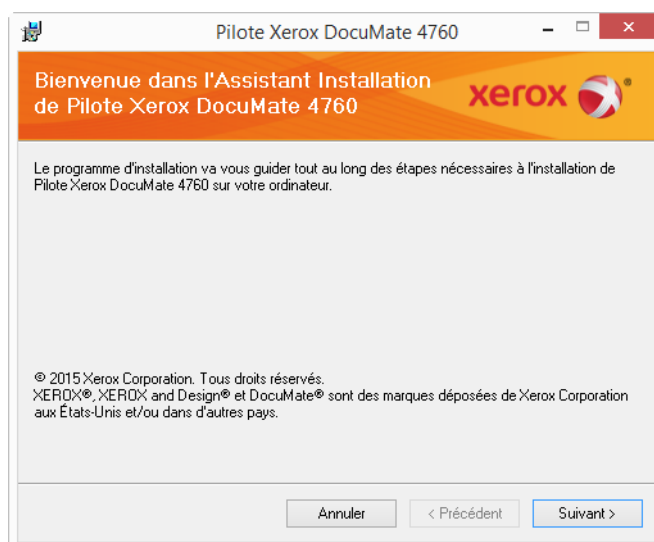 Pilote Xerox DocuMate 4760
Bienvenue dans l'Assistant Installation
de Pilote Xerox DocuMate 4760
xerox
Le programme d'installation va vous guider tout au long des étapes nécessaires à l'installation de
Pilote Xerox DocuMate 4760 sur votre ordinateur.
© 2015 Xerox Corporation. Tous droits réservés.
XEROX®, XEROX and Design® et DocuMate® sont des marques déposées de Xerox Corporation
aux États-Unis et/ou dans d'autres pays.
Annuler
< Précédent
Suivant >